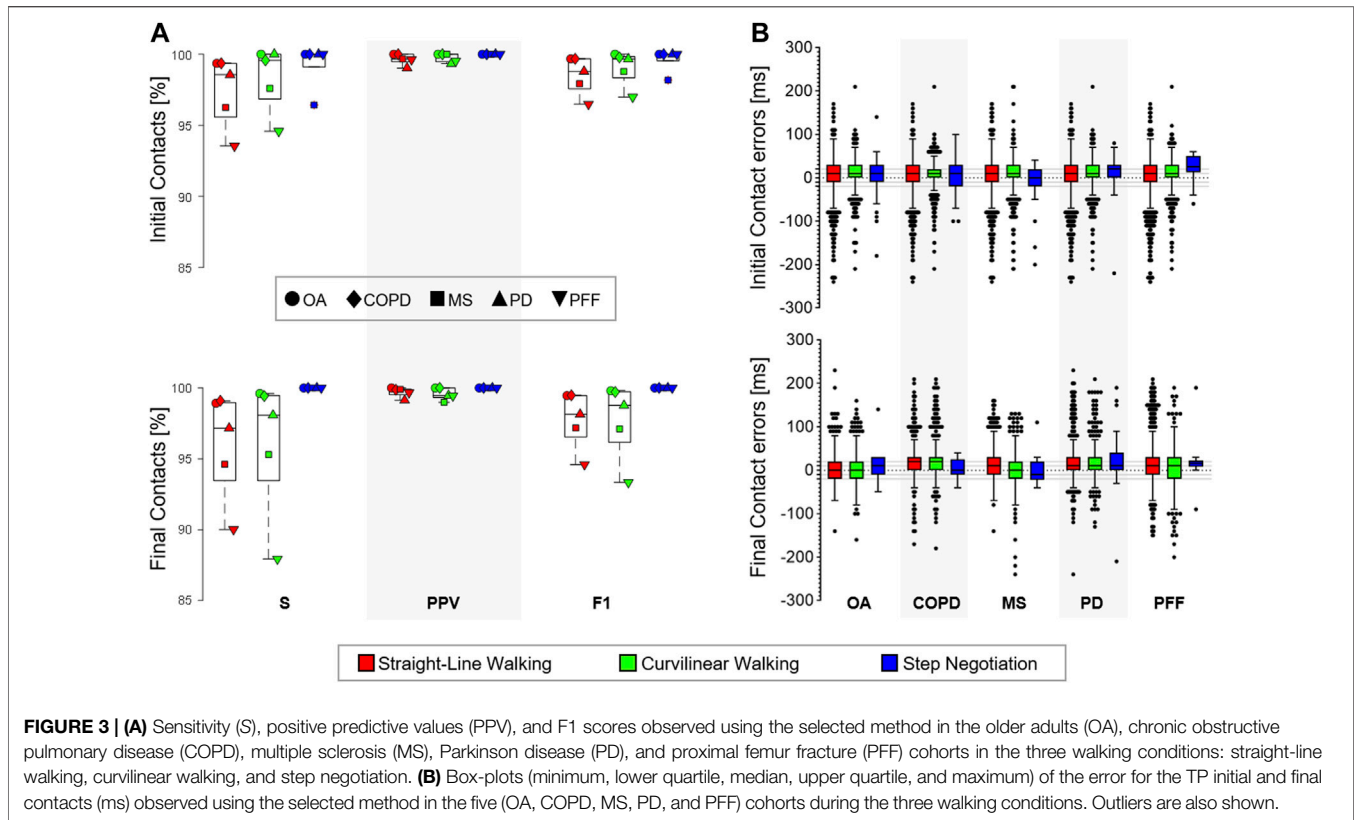 A
Initial Contacts [%]
100
95
90
85
OA COPD MS PD PFF
Final Contacts [%]
100
95
90
85
S PPV F1
B
Initial Contact errors [ms]
300
200
100
0
-100
-200
-300
Final Contact errors [ms]
300
200
100
0
-100
-200
-300
OA COPD MS PD PFF
Straight-Line Walking Curvilinear Walking Step Negotiation
FIGURE 3 | (A) Sensitivity (S), positive predictive values (PPV), and F1 scores observed using the selected method in the older adults (OA), chronic obstructive
pulmonary disease (COPD), multiple sclerosis (MS), Parkinson disease (PD), and proximal femur fracture (PFF) cohorts in the three walking conditions: straight-line
walking, curvilinear walking, and step negotiation. (B) Box-plots (minimum, lower quartile, median, upper quartile, and maximum) of the error for the TP initial and final
contacts (ms) observed using the selected method in the five (OA, COPD, MS, PD, and PFF) cohorts during the three walking conditions. Outliers are also shown.